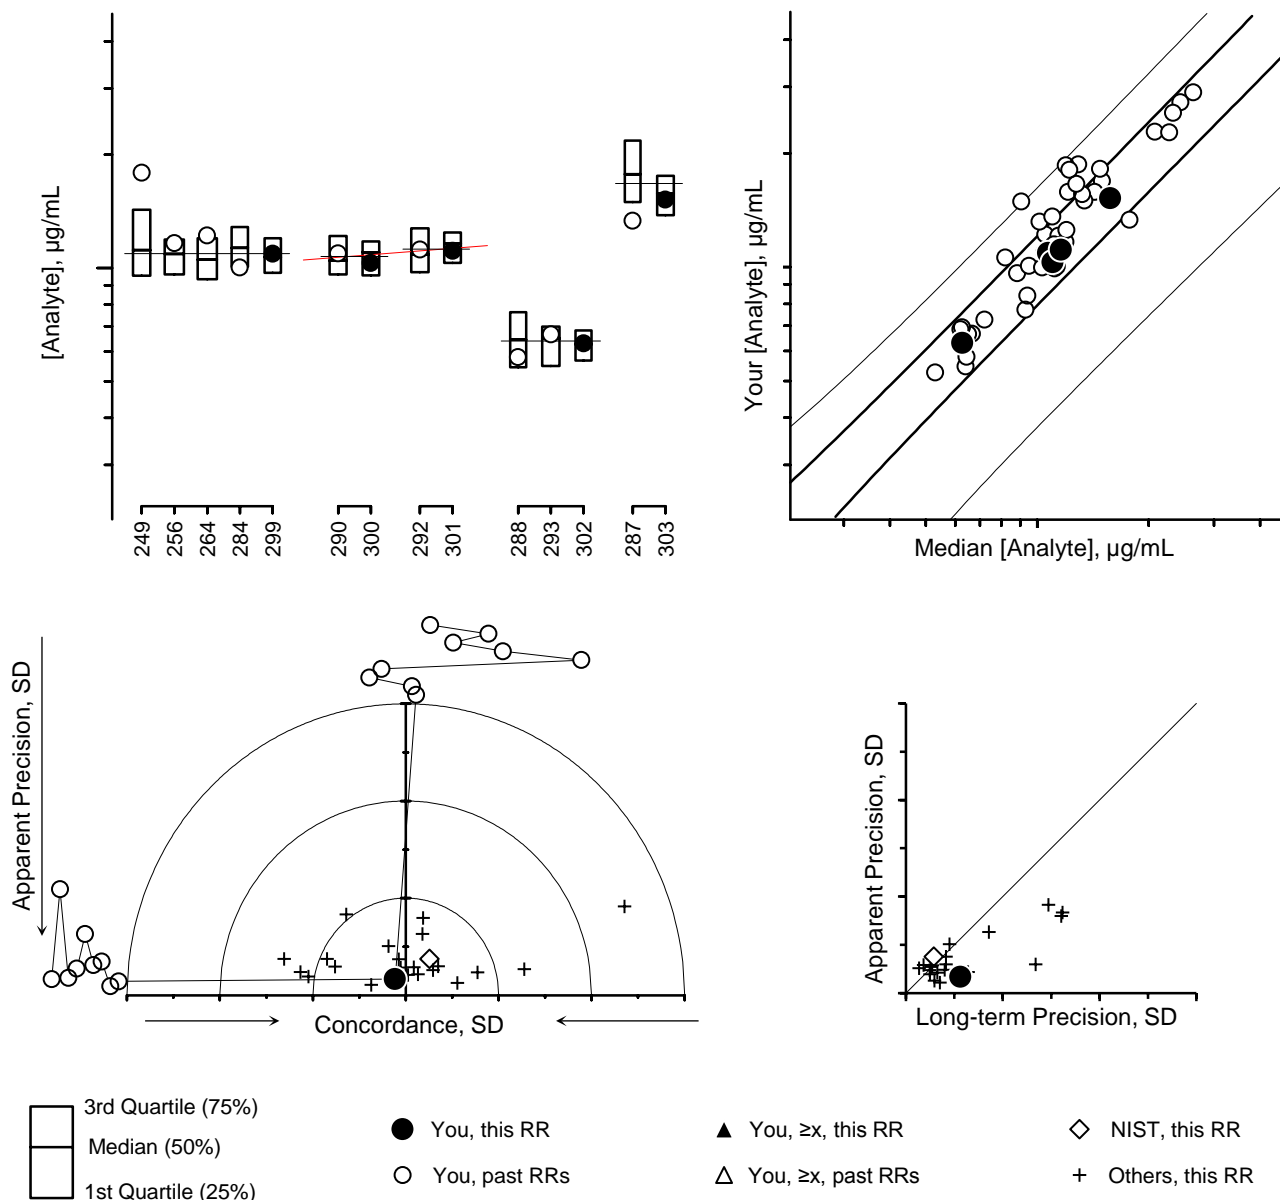 [Analyte], µg/mL
249
256
264
284
299
290
300
292
301
288
293
302
287
303
Your [Analyte], µg/mL
Median [Analyte], µg/mL
Apparent Precision, SD
Concordance, SD
Apparent Precision, SD
Long-term Precision, SD
3rd Quartile (75%)
Median (50%)
1st Quartile (25%)
You, this RR
You, past RRs
You, ≥x, this RR
You, ≥x, past RRs
NIST, this RR
Others, this RR